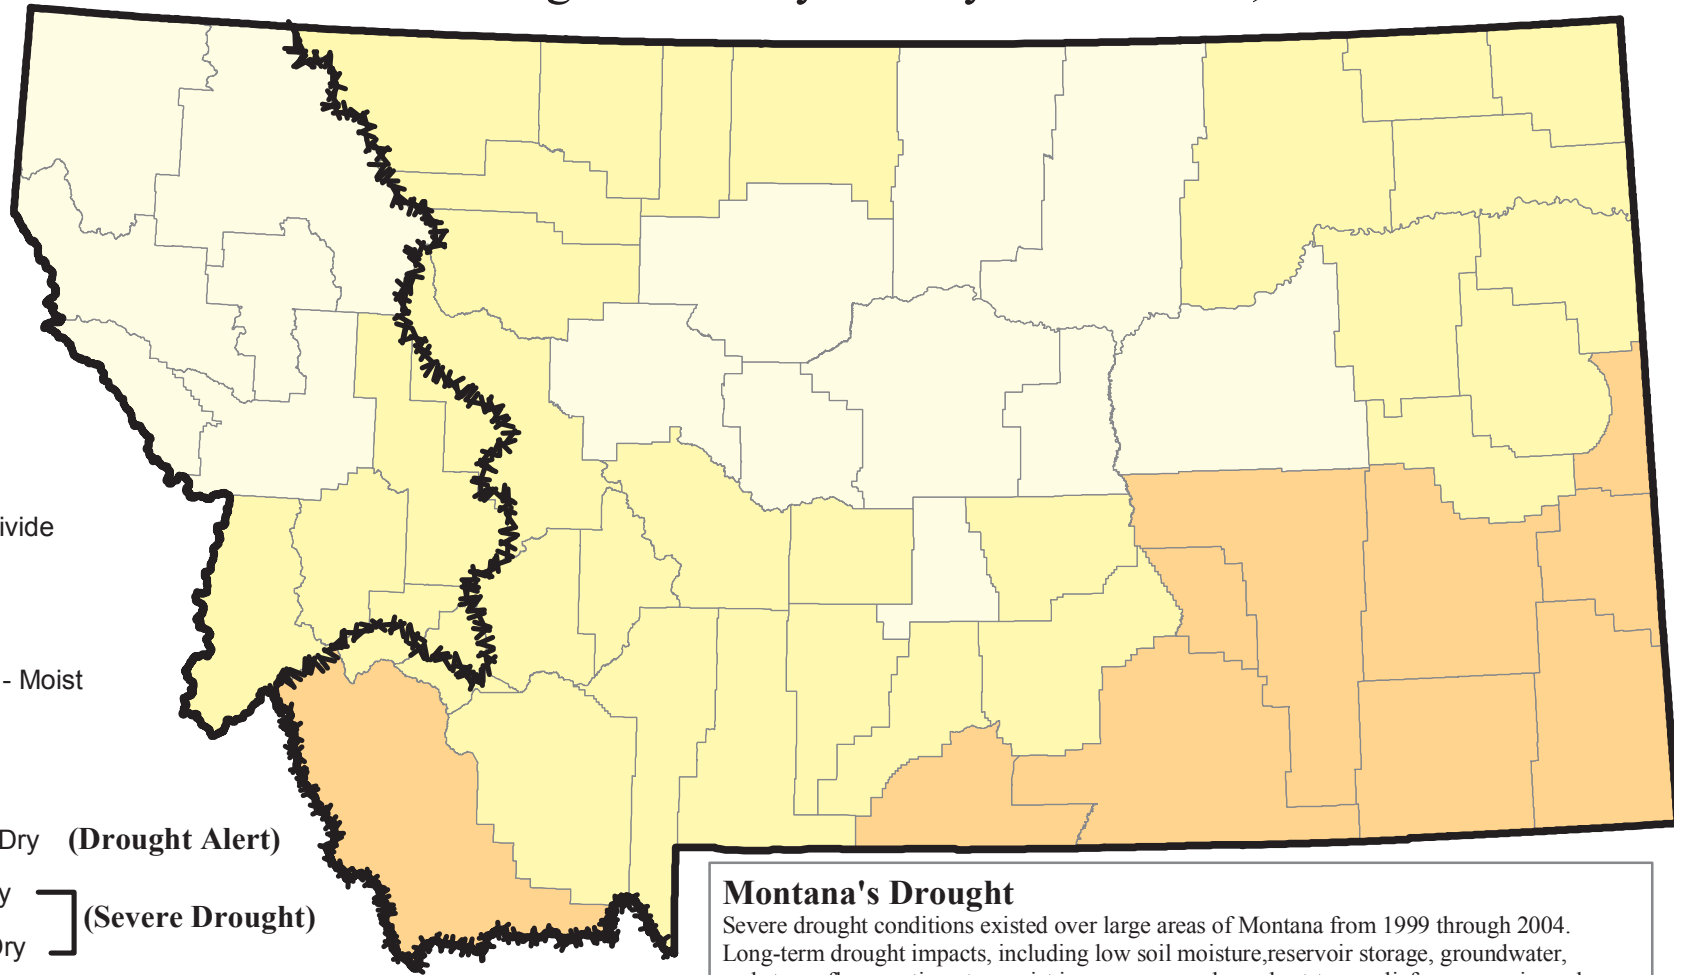 ivide
- Moist
Dry (Drought Alert)
y
(Severe Drought)
Dry
Montana's Drought
Severe drought conditions existed over large areas of Montana from 1999 through 2004.
Long-term drought impacts, including low soil moisture,reservoir storage, groundwater,